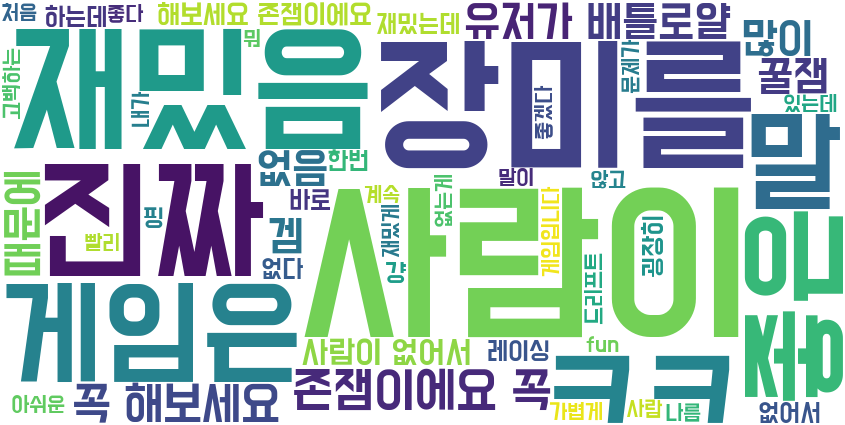 처음
하는데
좋다
해보세요 존잼이에요
재밌는데
유저가
배틀로얄
많이
뭐
고백하는
재밌음
내가
장미를
좋겠다
문제가
꿀잼
있는데
말
없음
한번
말이
않고
때문에
진짜
빨리
핑
바로
겜
없다
계속
재밌게
걍
없는게
사람이
게임입니다
드리프트
굉장히
좋은
게임은
사람이 없어서
레이싱
fun
ㅋㅋ
아쉬운
꼭 해보세요
존잼이에요 꼭
가볍게
사람
나름
없어서